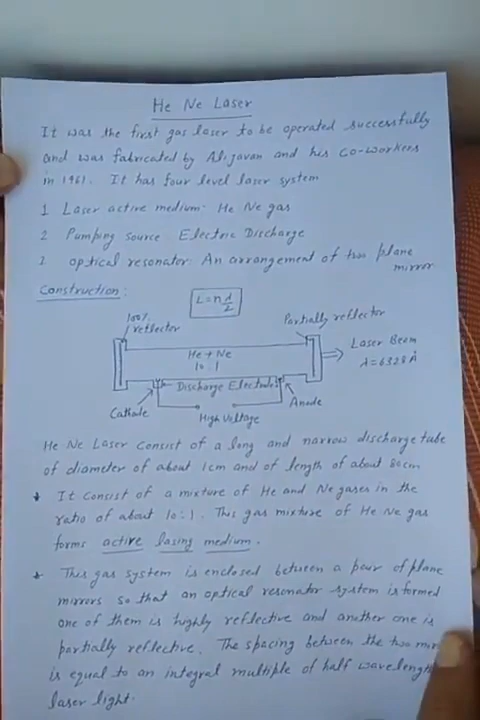 He Ne Laser
It was the first gas laser to be operated successfully
and was fabricated by Ali javan and his Co-workers
in 1961. It has four level laser system
1 Laser active medium- He Ne gas
2 Pumping source Electric Discharge
3 optical resonator: An arrangement of two plane
mirror
Construction:
L=nλ/2
100%
reflector
Partially reflector
He + Ne
10:1
Laser Beam
λ=6328Å
Discharge Electrode
Cathode
High Voltage
Anode
He Ne Laser consist of a long and narrow discharge tube
of diameter of about 1cm and of length of about 80cm
It consist of a mixture of He and Ne gases in the
ratio of about 10:1. This gas mixture of He Ne gas
forms active lasing medium.
This gas system is enclosed between a pair of plane
mirrors so that an optical resonator system is formed
one of them is highly reflective and another one is
partially reflective. The spacing between the two
is equal to an integral multiple of half wavelength
laser light.